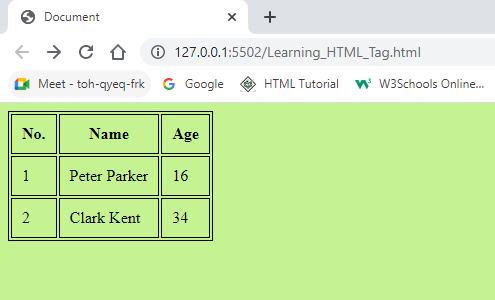 Document
127.0.0.1:5502/Learning_HTML_Tag.html
Meet - toh-qyeq-frk Google HTML Tutorial W3Schools Online...
No. Name Age
1 Peter Parker 16
2 Clark Kent 34